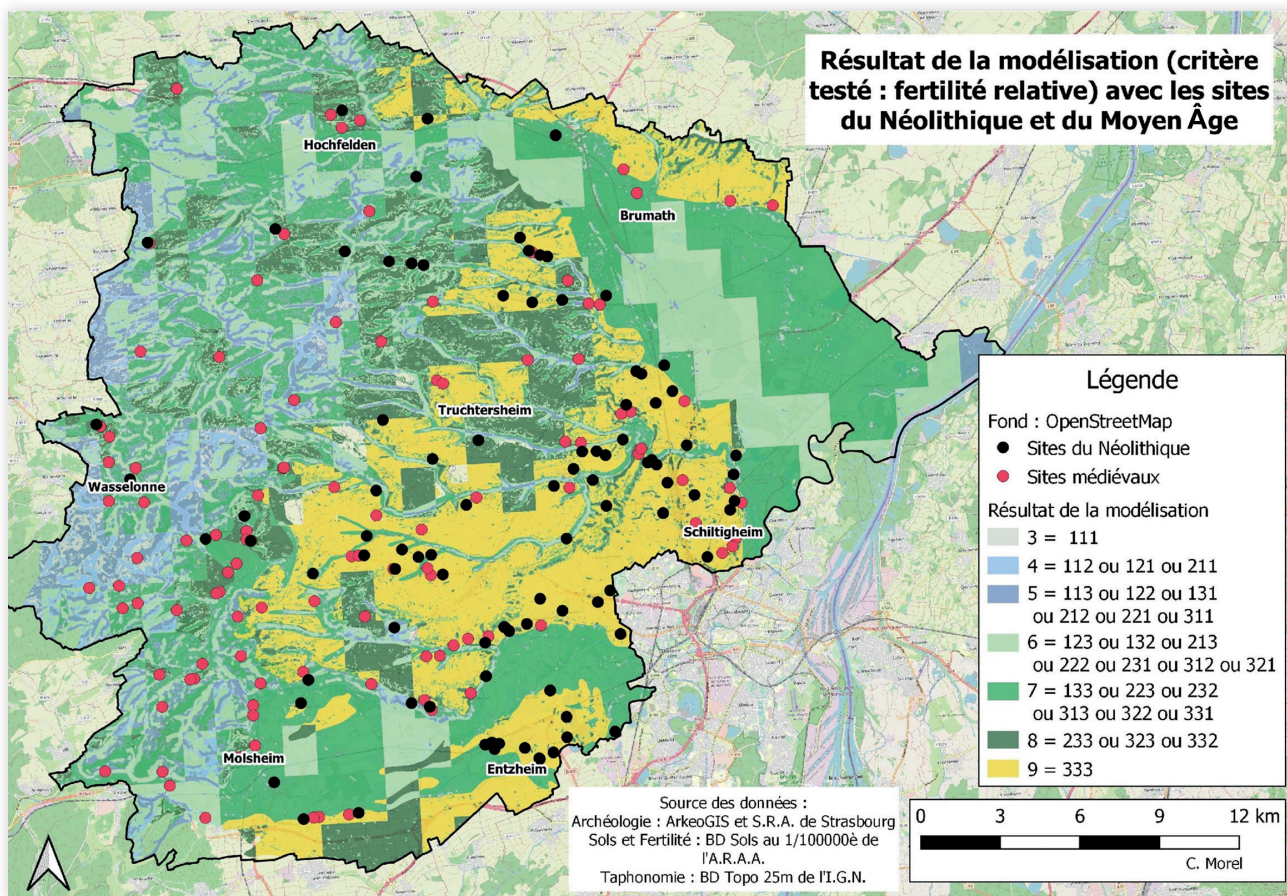 Résultat de la modélisation (critère
testé : fertilité relative) avec les sites
du Néolithique et du Moyen Âge
Hochfelden
Brumath
Truchtersheim
Wasselonne
Schiltigheim
Molsheim
Entzheim
Légende
Fond : OpenStreetMap
Sites du Néolithique
Sites médiévaux
Résultat de la modélisation
3 = 111
4 = 112 ou 121 ou 211
5 = 113 ou 122 ou 131
ou 212 ou 221 ou 311
6 = 123 ou 132 ou 213
ou 222 ou 231 ou 312 ou 321
7 = 133 ou 223 ou 232
ou 313 ou 322 ou 331
8 = 233 ou 323 ou 332
9 = 333
Source des données :
Archéologie : ArkeoGIS et S.R.A. de Strasbourg
Sols et Fertilité : BD Sols au 1/100000è de
l'A.R.A.A.
Taphonomie : BD Topo 25m de l'I.G.N.
0 3 6 9 12 km
C. Morel